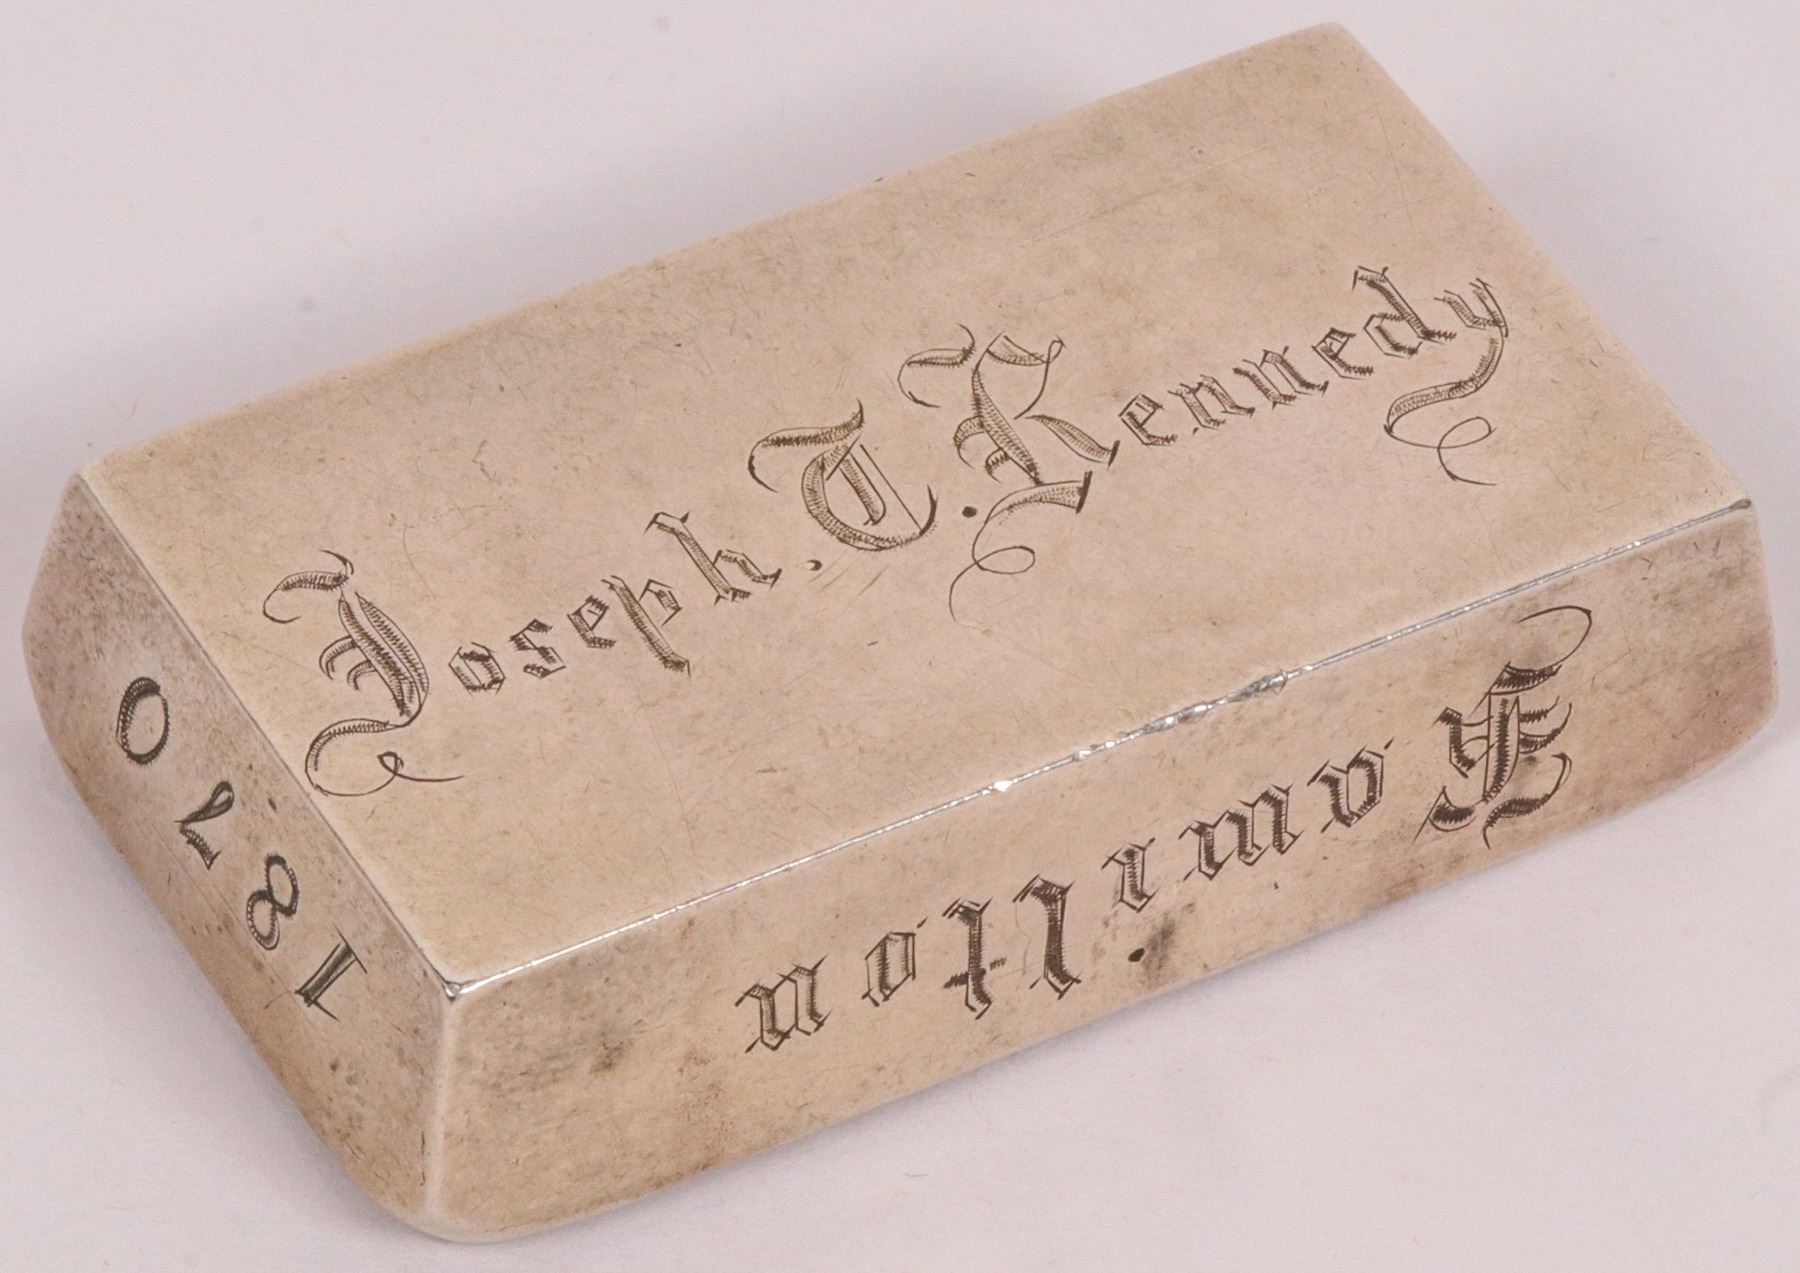 Joseph . T . Kennedy
Hamilton
1870